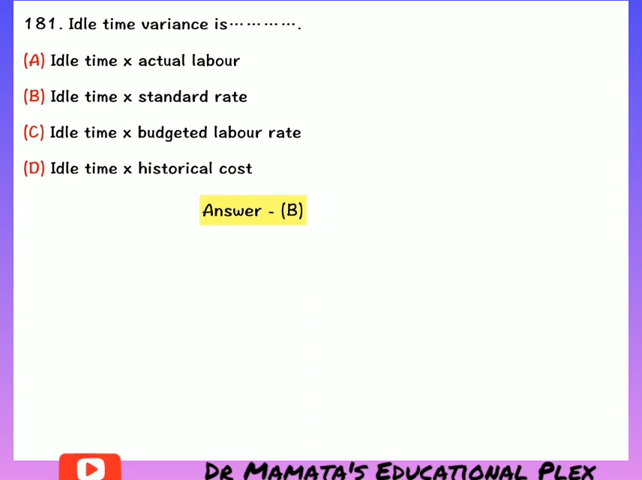 181. Idle time variance is…………….
(A) Idle time x actual labour
(B) Idle time x standard rate
(C) Idle time x budgeted labour rate
(D) Idle time x historical cost
Answer - (B)
Dr Mamata's Educational Plex